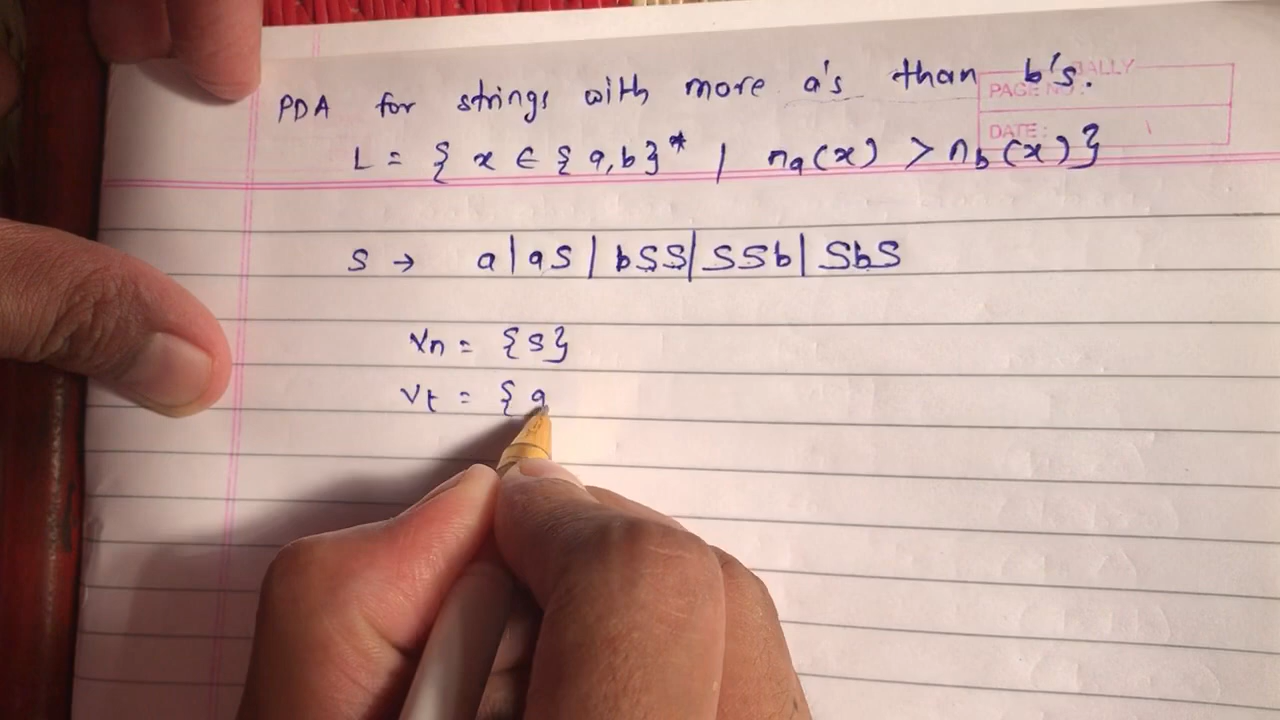 PDA for strings with more a's than b's.
PAGE NO.:
DATE:
L = { x ∈ {a,b}* | na(x) > nb(x)}
S → a|aS|bSS|SSb|SbS
Vn = {S}
Vt = { a